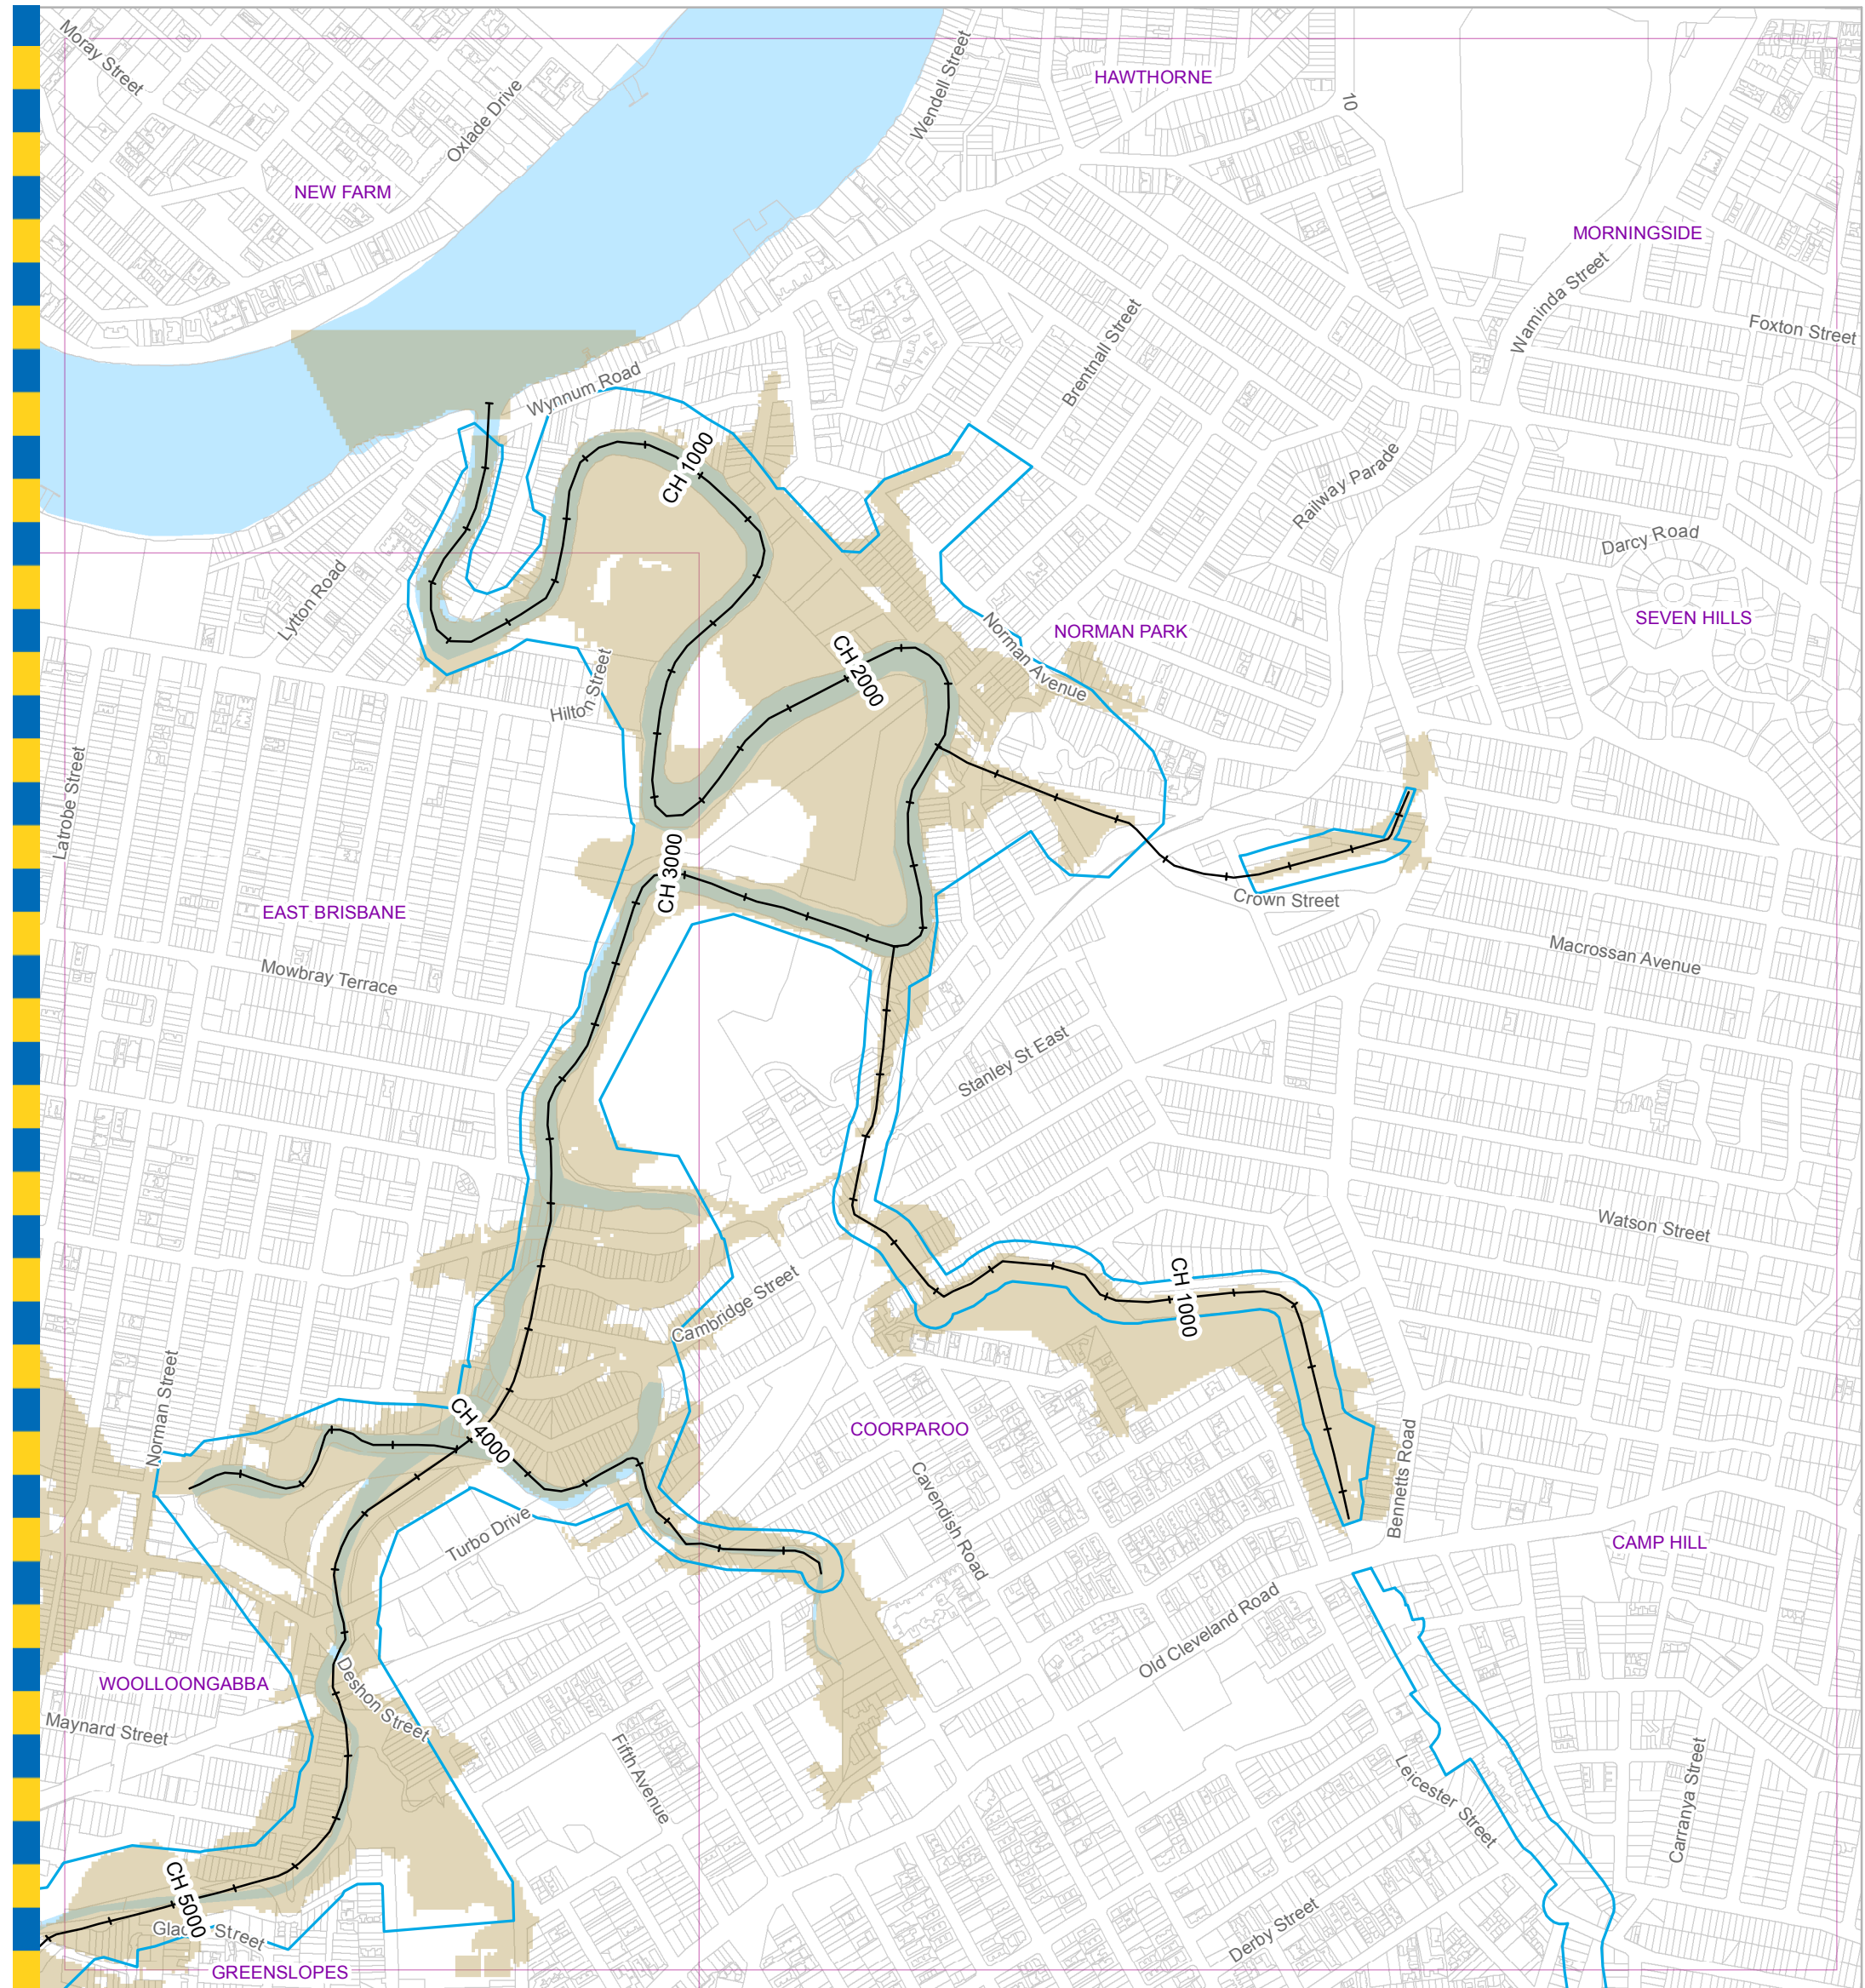 Moray Street
Oxlade Drive
Wendell Street
HAWTHORNE
10
NEW FARM
MORNINGSIDE
Waminda Street
Foxton Street
Brentnall Street
Wynnum Road
CH 1000
Railway Parade
Darcy Road
Lytton Road
SEVEN HILLS
NORMAN PARK
Norman Avenue
CH 2000
Hilton Street
Latrobe Street
CH 3000
Crown Street
EAST BRISBANE
Macrossan Avenue
Mowbray Terrace
Stanley St East
Watson Street
CH 1000
Cambridge Street
Norman Street
CH 4000
COORPAROO
Cavendish Road
Bennetts Road
Turbo Drive
CAMP HILL
Old Cleveland Road
WOOLLOONGABBA
Deshon Street
Maynard Street
Fifth Avenue
Leicester Street
Carranya Street
CH 5000
Street
Derby Street
GREENSLOPES